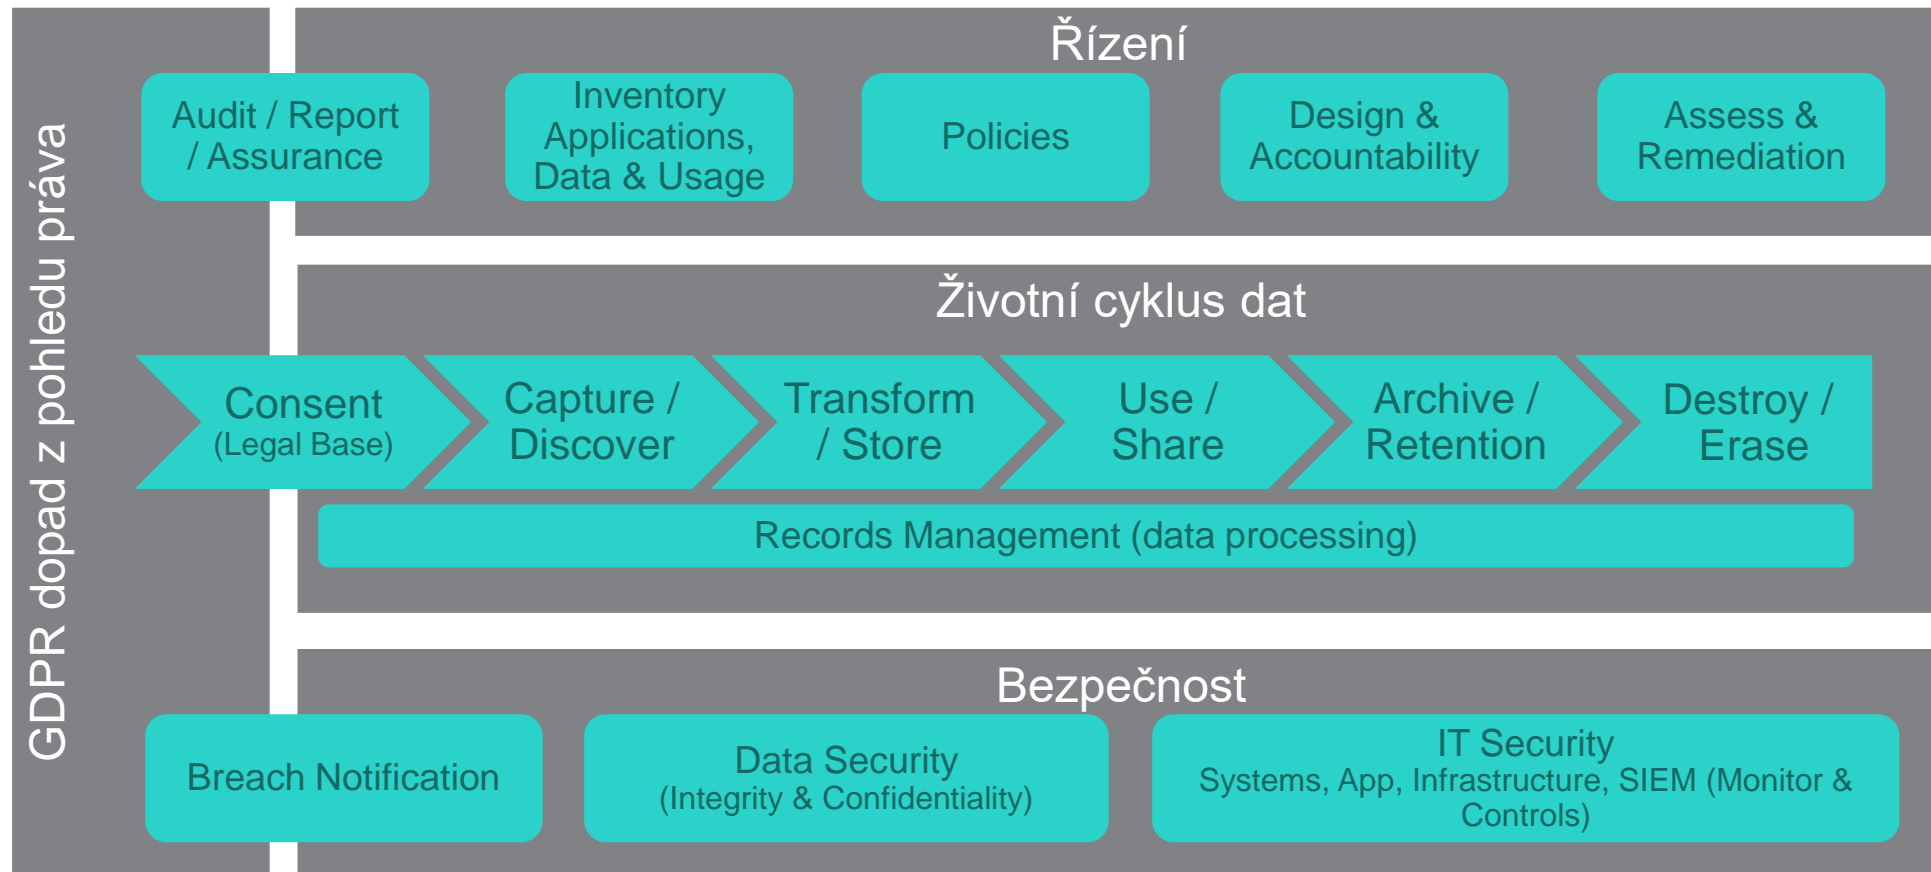 GDPR dopad z pohledu práva
Řízení
Audit / Report
/ Assurance
Inventory
Applications,
Data & Usage
Policies
Design &
Accountability
Assess &
Remediation
Životní cyklus dat
Consent
(Legal Base)
Capture /
Discover
Transform
/ Store
Use /
Share
Archive /
Retention
Destroy /
Erase
Records Management (data processing)
Bezpečnost
Breach Notification
Data Security
(Integrity & Confidentiality)
IT Security
Systems, App, Infrastructure, SIEM (Monitor &
Controls)